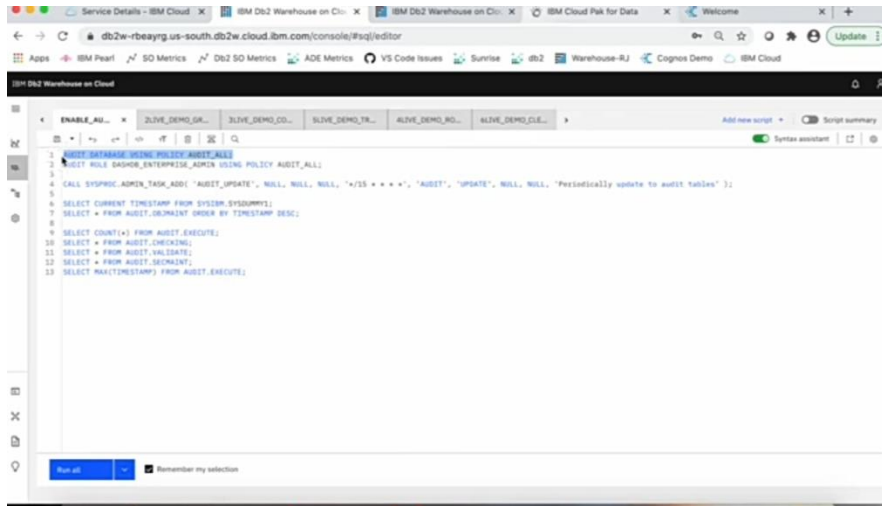 Service Details – IBM Cloud
IBM Db2 Warehouse on Clo
IBM Db2 Warehouse on Clo
IBM Cloud Pak for Data
Welcome
db2w-rbeayrg.us-south.db2w.cloud.ibm.com/console/#sql/editor
Update
Apps
IBM Pearl
SO Metrics
Db2 SO Metrics
ADE Metrics
VS Code Issues
Sunrise
db2
Warehouse-RJ
Cognos Demo
IBM Cloud
IBM Db2 Warehouse on Cloud
ENABLE_AU...
2LIVE_DEMO_GR...
3LIVE_DEMO_CO...
5LIVE_DEMO_TR...
4LIVE_DEMO_RO...
6LIVE_DEMO_CLE...
Add new script
Script summary
Syntax assistant
1 AUDIT DATABASE USING POLICY AUDIT_ALL;
2 AUDIT ROLE DASHDB_ENTERPRISE_ADMIN USING POLICY AUDIT_ALL;
3
4 CALL SYSPROC.ADMIN_TASK_ADD( 'AUDIT_UPDATE', NULL, NULL, NULL, '*/15 * * * *', 'AUDIT', 'UPDATE', NULL, NULL, 'Periodically update to audit tables' );
5
6 SELECT CURRENT TIMESTAMP FROM SYSIBM.SYSDUMMY1;
7 SELECT * FROM AUDIT.OBJMAINT ORDER BY TIMESTAMP DESC;
8
9 SELECT COUNT(*) FROM AUDIT.EXECUTE;
10 SELECT * FROM AUDIT.CHECKING;
11 SELECT * FROM AUDIT.VALIDATE;
12 SELECT * FROM AUDIT.SECMAINT;
13 SELECT MAX(TIMESTAMP) FROM AUDIT.EXECUTE;
Run all
Remember my selection